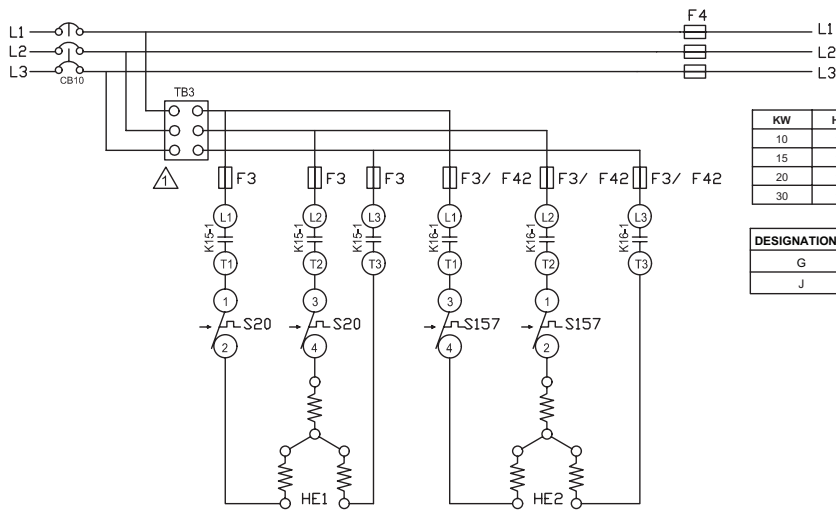 F4
L1 L1
L2 L2
L3 L3
CB10
TB3
KW H
10
15
20
30
1
F3 F3 F3 F3/ F42 F3/ F42 F3/ F42
L1 L2 L3 L1 L2 L3
K15-1 K15-1 K15-1 K16-1 K16-1 K16-1
T1 T2 T3 T1 T2 T3
DESIGNATION
G
J
1 3 3 1
S20 S20 S157 S157
2 4 4 2
HE1 HE2